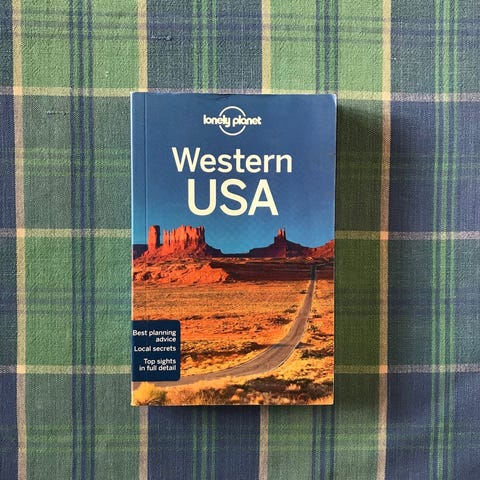 lonely planet
Western
USA
Best planning
advice
Local secrets
Top sights
in full detail